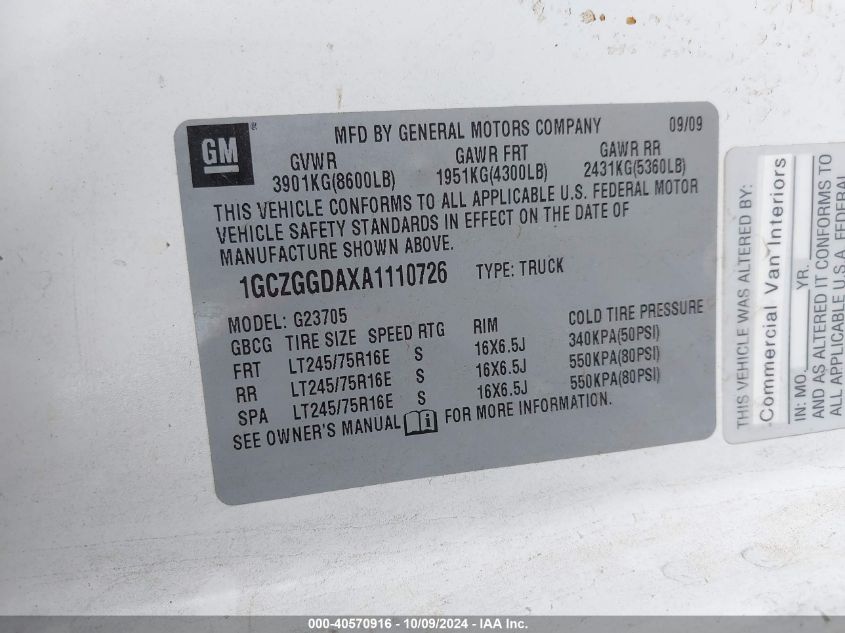 GM ®
MFD BY GENERAL MOTORS COMPANY 09/09
GVWR GAWR FRT GAWR RR
3901KG(8600LB) 1951KG(4300LB) 2431KG(5360LB)
THIS VEHICLE CONFORMS TO ALL APPLICABLE U.S. FEDERAL MOTOR
VEHICLE SAFETY STANDARDS IN EFFECT ON THE DATE OF
MANUFACTURE SHOWN ABOVE.
1GCZGGDAXA1110726 TYPE: TRUCK
MODEL: G23705
GBCG TIRE SIZE SPEED RTG RIM COLD TIRE PRESSURE
FRT LT245/75R16E S 16X6.5J 340KPA(50PSI)
RR LT245/75R16E S 16X6.5J 550KPA(80PSI)
SPA LT245/75R16E S 16X6.5J 550KPA(80PSI)
SEE OWNER'S MANUAL i FOR MORE INFORMATION.
THIS VEHICLE WAS ALTERED BY:
Commercial Van Interiors
IN: MO. YR.
AND AS ALTERED IT CONFORMS TO
ALL APPLICABLE U.S.A. FEDERAL
000-40570916 - 10/09/2024 - IAA Inc.